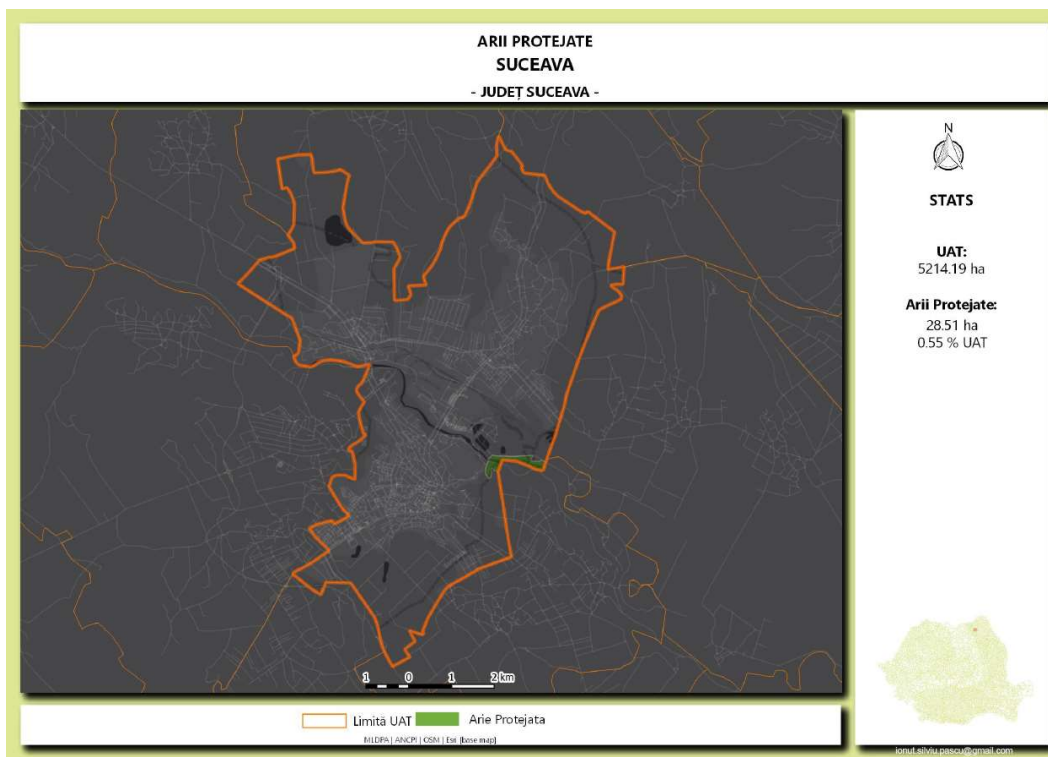 ARII PROTEJATE
SUCEAVA
- JUDEȚ SUCEAVA -
N
STATS
UAT:
5214.19 ha
Arii Protejate:
28.51 ha
0.55 % UAT
1 0 1 2 km
Limită UAT Arie Protejata
MLDPA | ANCPI | OSM | Esri [base map]
ionut.silviu.pascu@gmail.com